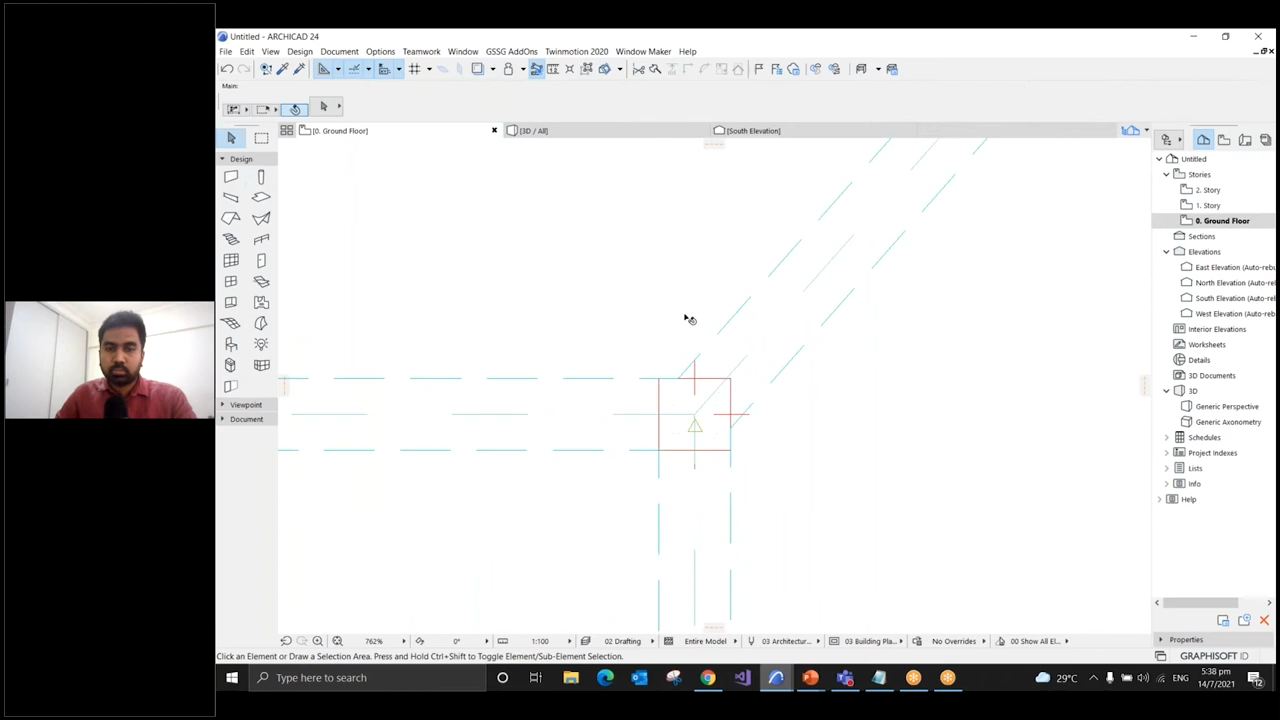 Untitled - ARCHICAD 24
File Edit View Design Document Options Teamwork Window GSSG AddOns Twinmotion 2020 Window Maker Help
Main:
[0. Ground Floor] [3D / All] [South Elevation]
Design
Viewpoint
Document
Untitled
Stories
2. Story
1. Story
0. Ground Floor
Sections
Elevations
East Elevation (Auto-reb
North Elevation (Auto-re
South Elevation (Auto-re
West Elevation (Auto-re
Interior Elevations
Worksheets
Details
3D Documents
3D
Generic Perspective
Generic Axonometry
Schedules
Project Indexes
Lists
Info
Help
762% 0° 1:100 02 Drafting Entire Model 03 Architectur... 03 Building Pla... No Overrides 00 Show All El...
Properties
Click an Element or Draw a Selection Area. Press and Hold Ctrl+Shift to Toggle Element/Sub-Element Selection.
GRAPHISOFT ID
Type here to search
29°C
ENG
5:38 pm
14/7/2021